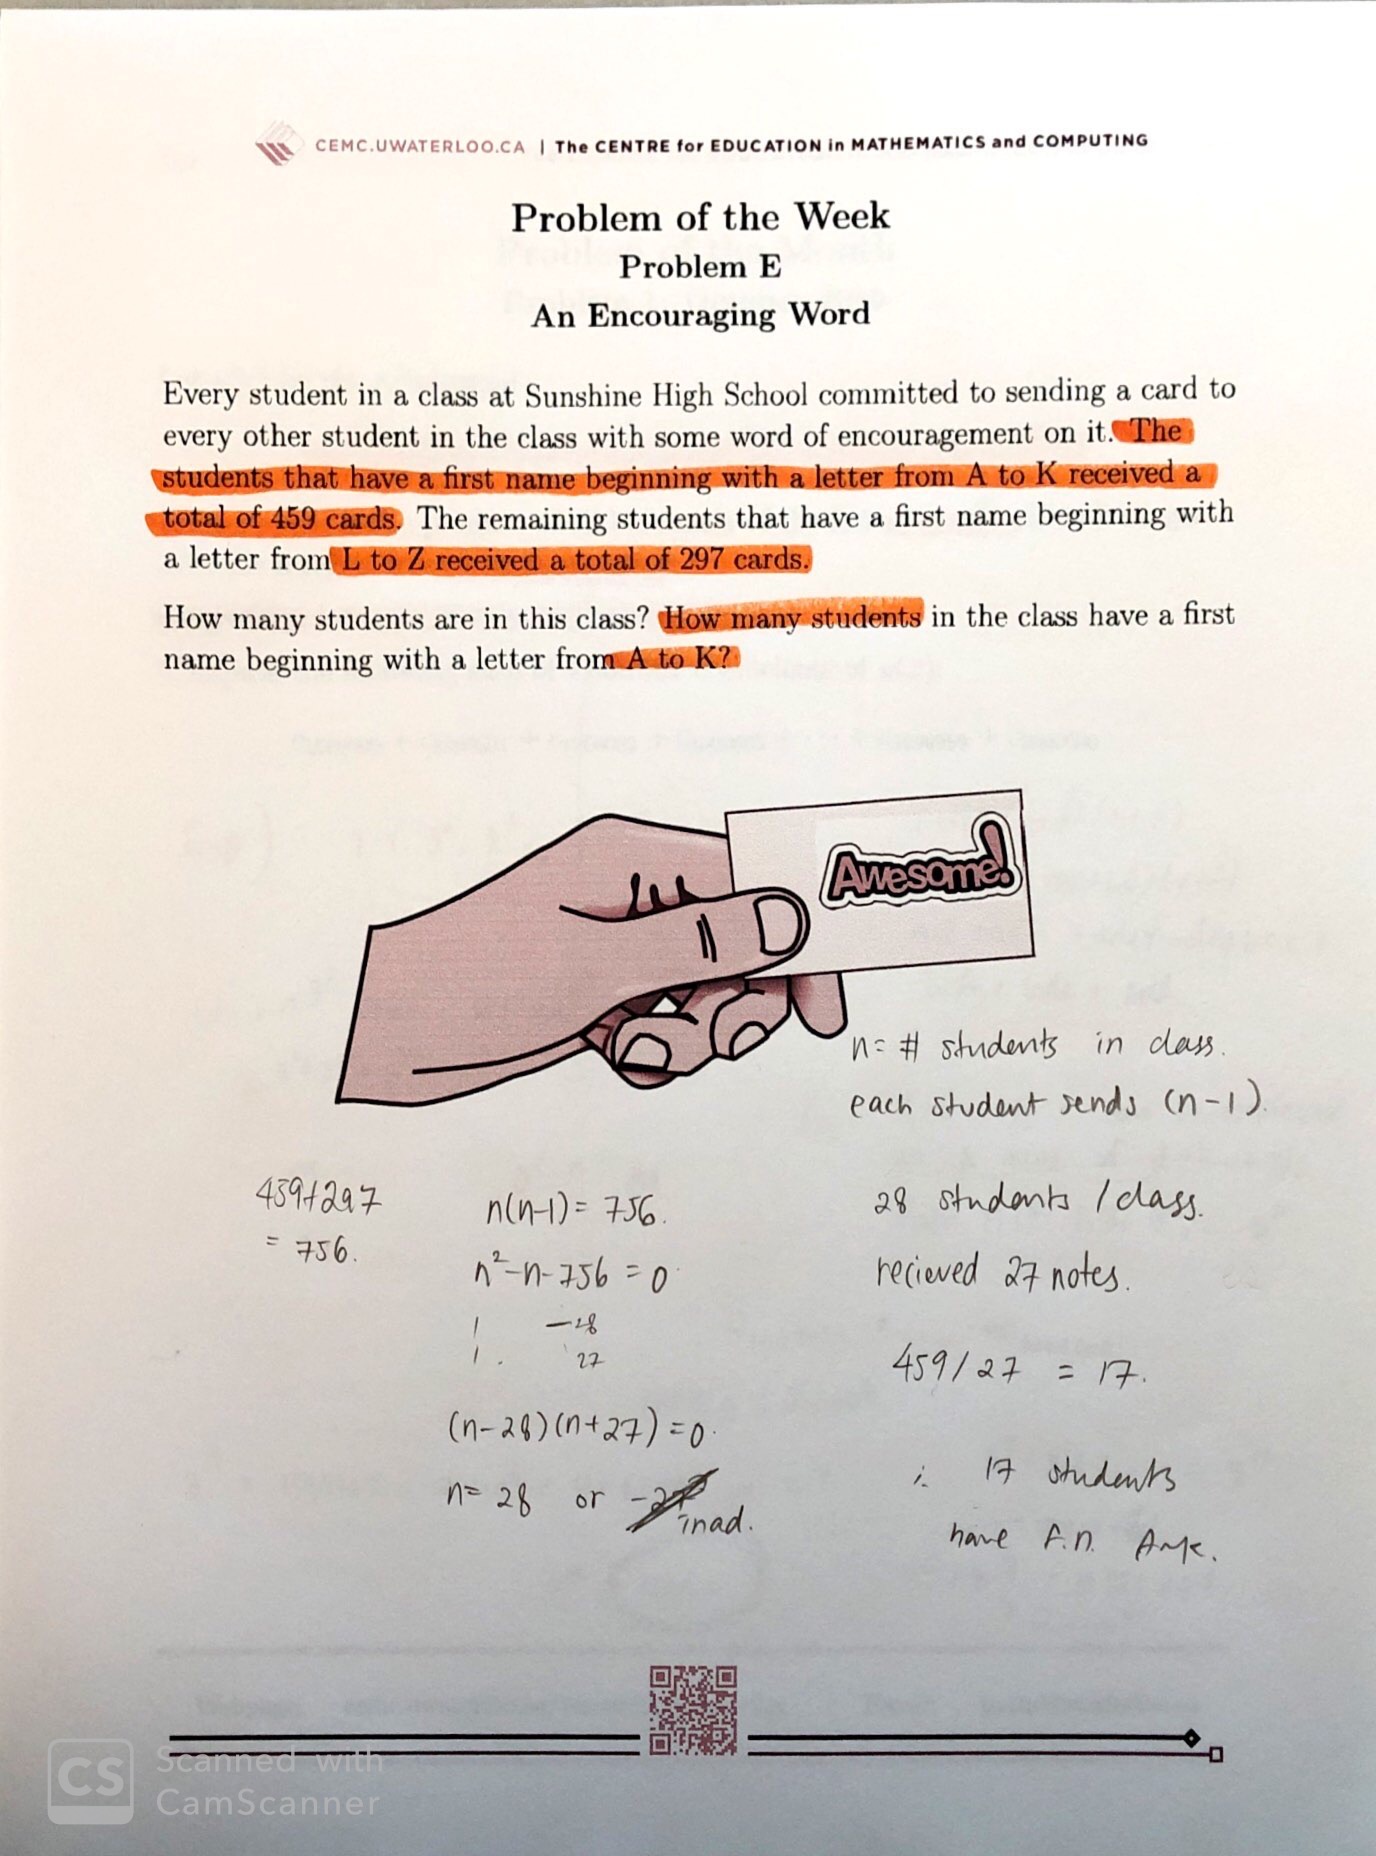 CEMC.UWATERLOO.CA | The CENTRE for EDUCATION in MATHEMATICS and COMPUTING
Problem of the Week
Problem E
An Encouraging Word
Every student in a class at Sunshine High School committed to sending a card to
every other student in the class with some word of encouragement on it. The
students that have a first name beginning with a letter from A to K received a
total of 459 cards. The remaining students that have a first name beginning with
a letter from L to Z received a total of 297 cards.
How many students are in this class? How many students in the class have a first
name beginning with a letter from A to K?
Awesome!
n= # students in class.
each student sends (n-1).
459+297
= 756.
n(n-1)= 756.
n²-n-756 =0
1 -28
1. 27
(n-28)(n+27)=0.
n= 28 or -27
inad.
28 students /class.
recieved 27 notes.
459/27 = 17.
∴ 17 students
have f.n. A~K.
CS Scanned with
CamScanner